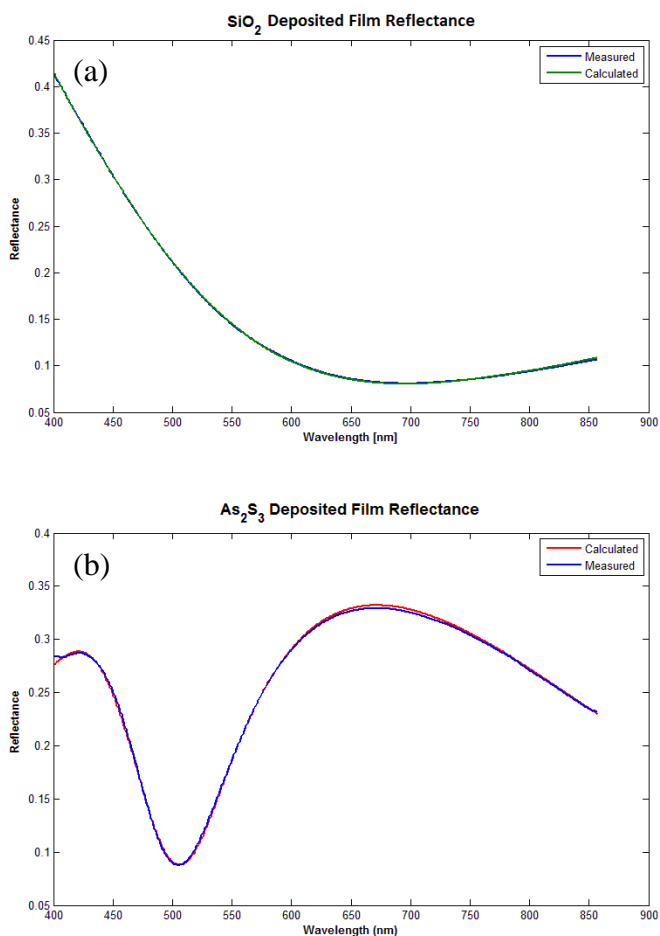 SiO2 Deposited Film Reflectance
(a)
Measured
Calculated
0.45
0.4
0.35
0.3
0.25
0.2
0.15
0.1
0.05
Reflectance
400 450 500 550 600 650 700 750 800 850 900
Wavelength [nm]
As2S3 Deposited Film Reflectance
(b)
Calculated
Measured
0.4
0.35
0.3
0.25
0.2
0.15
0.1
0.05
Reflectance
400 450 500 550 600 650 700 750 800 850 900
Wavelength (nm)